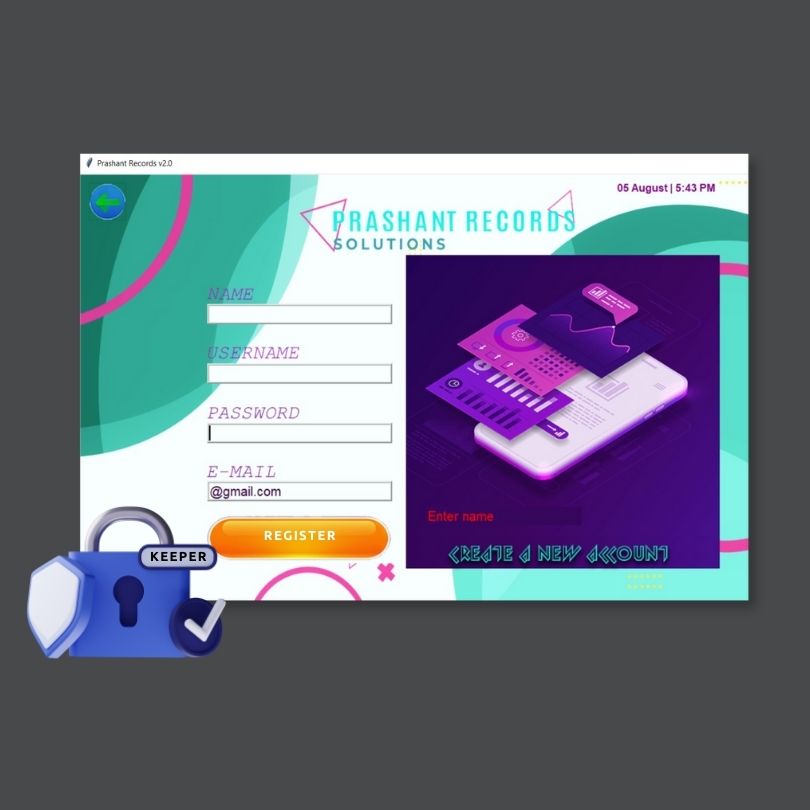 Prashant Records v2.0
05 August | 5:43 PM
PRASHANT RECORDS
SOLUTIONS
NAME
USERNAME
PASSWORD
E-MAIL
@gmail.com
REGISTER
Enter name
CREATE A NEW ACCOUNT
KEEPER